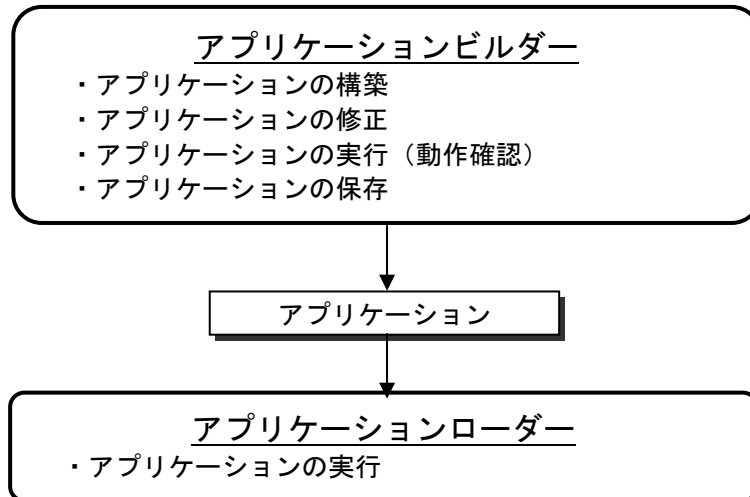 アプリケーションビルダー
・アプリケーションの構築
・アプリケーションの修正
・アプリケーションの実行（動作確認）
・アプリケーションの保存
アプリケーション
アプリケーションローダー
・アプリケーションの実行